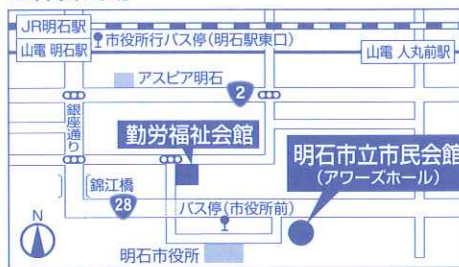 JR明石駅
山電 明石駅
市役所行バス停(明石駅東口)
山電 人丸前駅
アスピア明石
2
銀座通り
勤労福祉会館
明石市立市民会館
(アワーズホール)
錦江橋
28
バス停(市役所前)
N
明石市役所